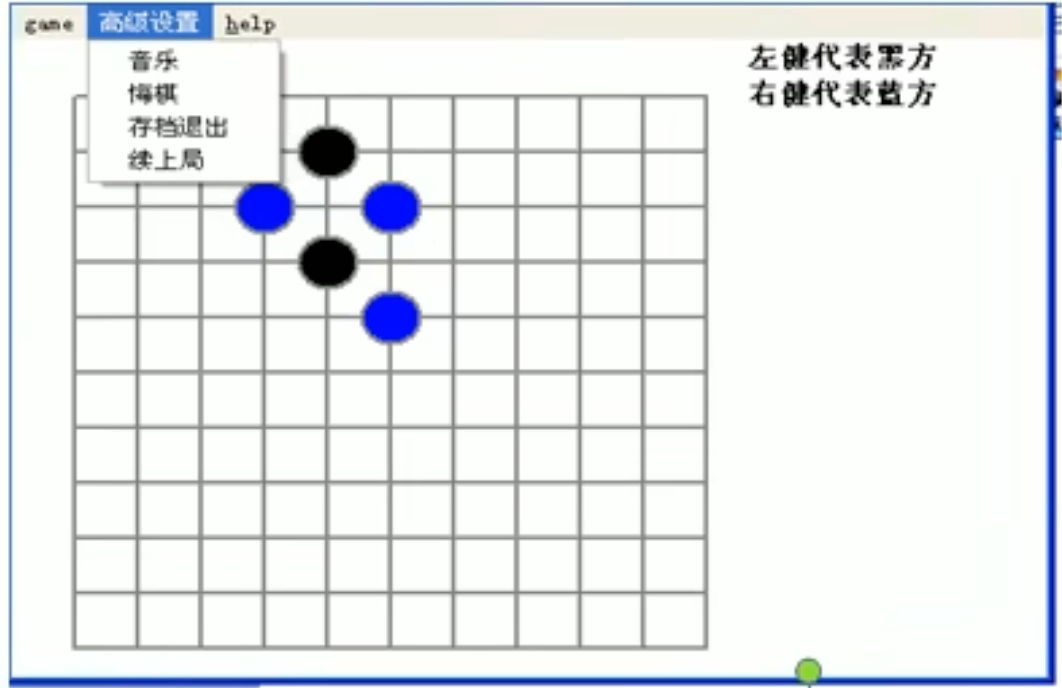 game 高级设置 help
音乐
悔棋
存档退出
续上局
左健代表黑方
右健代表蓝方